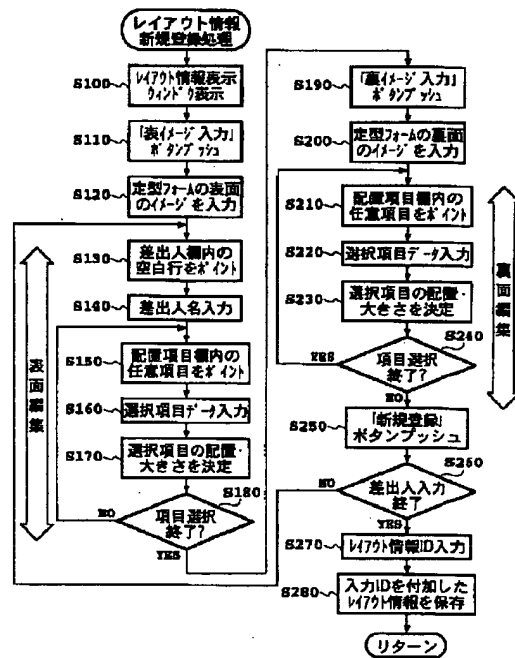 レイアウト情報
新規登録処理
S100
レイアウト情報表示
ウィンドウ表示
S110
「表イメージ入力」
ボタンプッシュ
S120
定型フォームの表面
のイメージを入力
S130
差出人欄内の
空白行をポイント
S140
差出人名入力
S150
配置項目欄内の
任意項目をポイント
S160
選択項目データ入力
S170
選択項目の配置・
大きさを決定
S180
項目選択
終了?
NO
YES
表面編集
S190
「裏イメージ入力」
ボタンプッシュ
S200
定型フォームの裏面
のイメージを入力
S210
配置項目欄内の
任意項目をポイント
S220
選択項目データ入力
S230
選択項目の配置・
大きさを決定
S240
項目選択
終了?
YES
NO
裏面編集
S250
「新規登録」
ボタンプッシュ
S260
差出人入力
終了
NO
YES
S270
レイアウト情報ID入力
S280
入力IDを付加した
レイアウト情報を保存
リターン